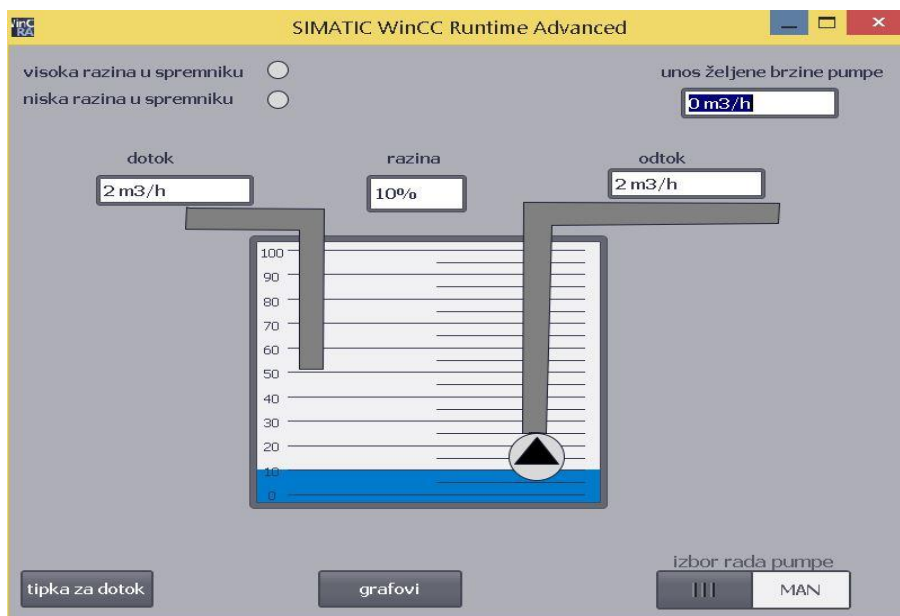 WinC
RA
SIMATIC WinCC Runtime Advanced
visoka razina u spremniku
niska razina u spremniku
unos željene brzine pumpe
0 m3/h
dotok
razina
odtok
2 m3/h
10%
2 m3/h
100
90
80
70
60
50
40
30
20
10
0
izbor rada pumpe
tipka za dotok
grafovi
MAN